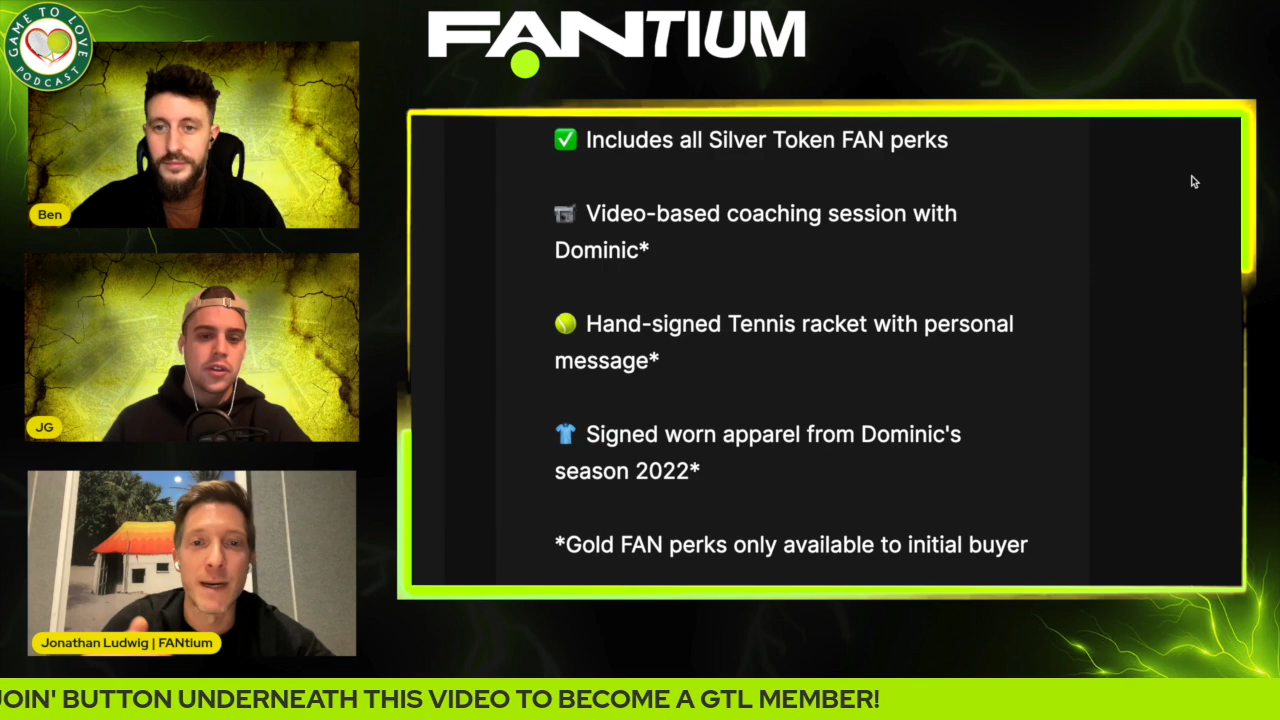 GAME TO LOVE
PODCAST
FANTIUM
Ben
JG
Jonathan Ludwig | FANtium
✅ Includes all Silver Token FAN perks
Video-based coaching session with
Dominic*
🎾 Hand-signed Tennis racket with personal
message*
👕 Signed worn apparel from Dominic's
season 2022*
*Gold FAN perks only available to initial buyer
JOIN' BUTTON UNDERNEATH THIS VIDEO TO BECOME A GTL MEMBER!